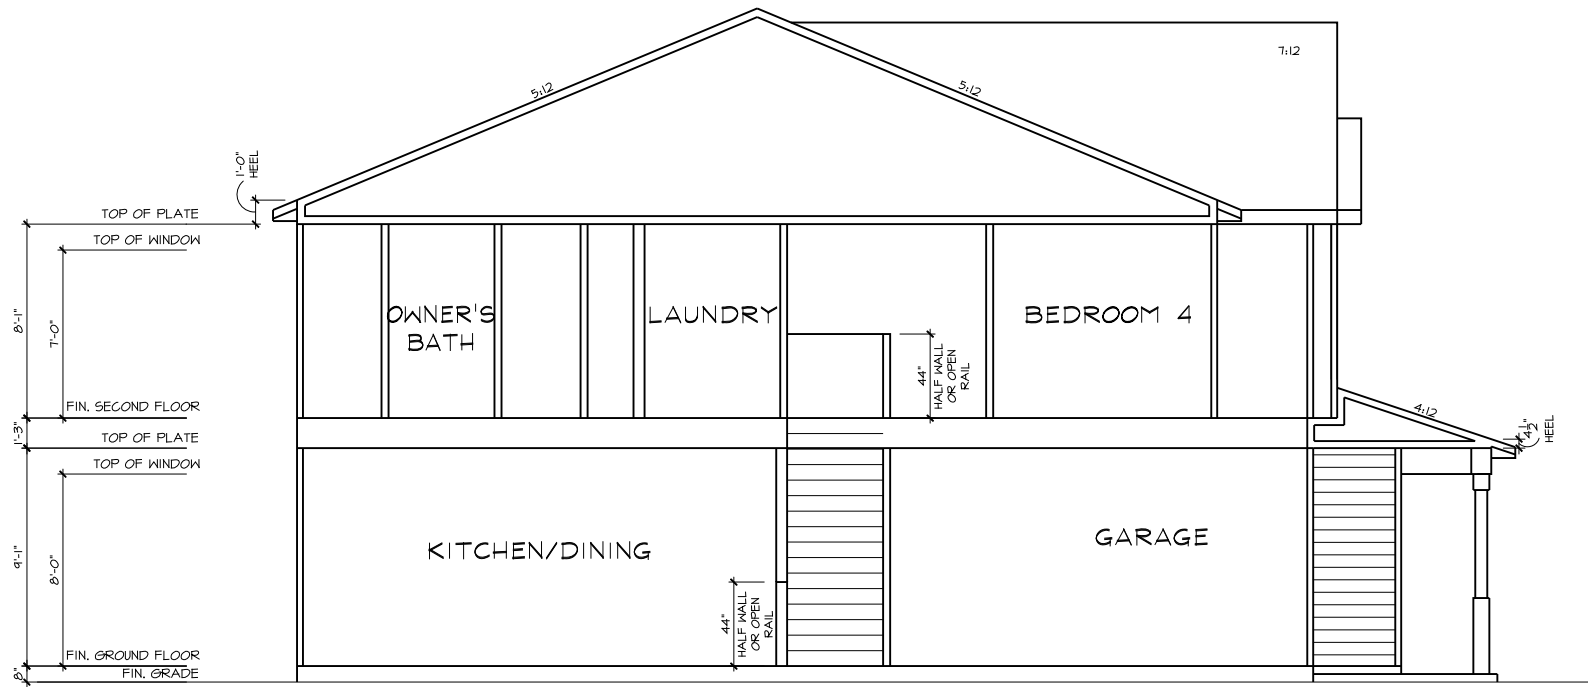 7:12
5:12
5:12
1'-0"
HEEL
TOP OF PLATE
TOP OF WINDOW
8'-1"
7'-0"
OWNER'S
BATH
LAUNDRY
BEDROOM 4
44"
HALF WALL
OR OPEN
RAIL
FIN. SECOND FLOOR
4:12
1'-3"
TOP OF PLATE
HEEL
TOP OF WINDOW
9'-1"
8'-0"
KITCHEN/DINING
GARAGE
44"
HALF WALL
OR OPEN
RAIL
FIN. GROUND FLOOR
8"
FIN. GRADE